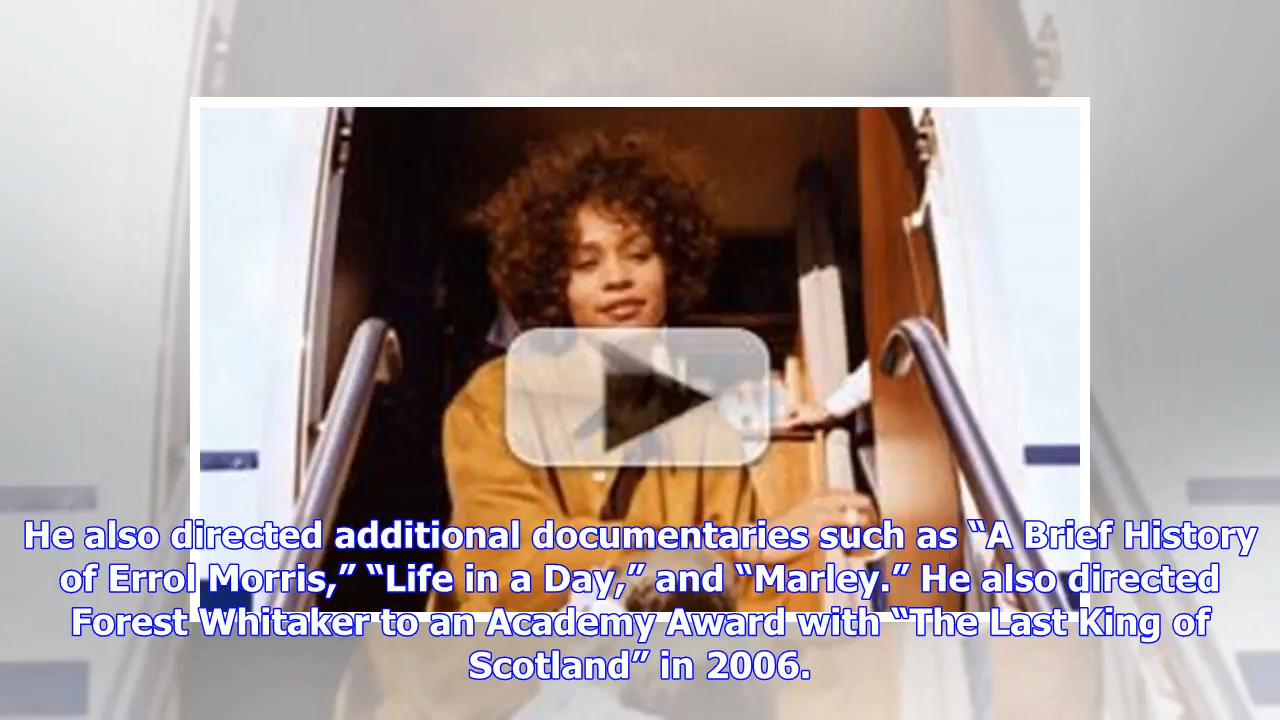 He also directed additional documentaries such as “A Brief History
of Errol Morris,” “Life in a Day,” and “Marley.” He also directed
Forest Whitaker to an Academy Award with “The Last King of
Scotland” in 2006.